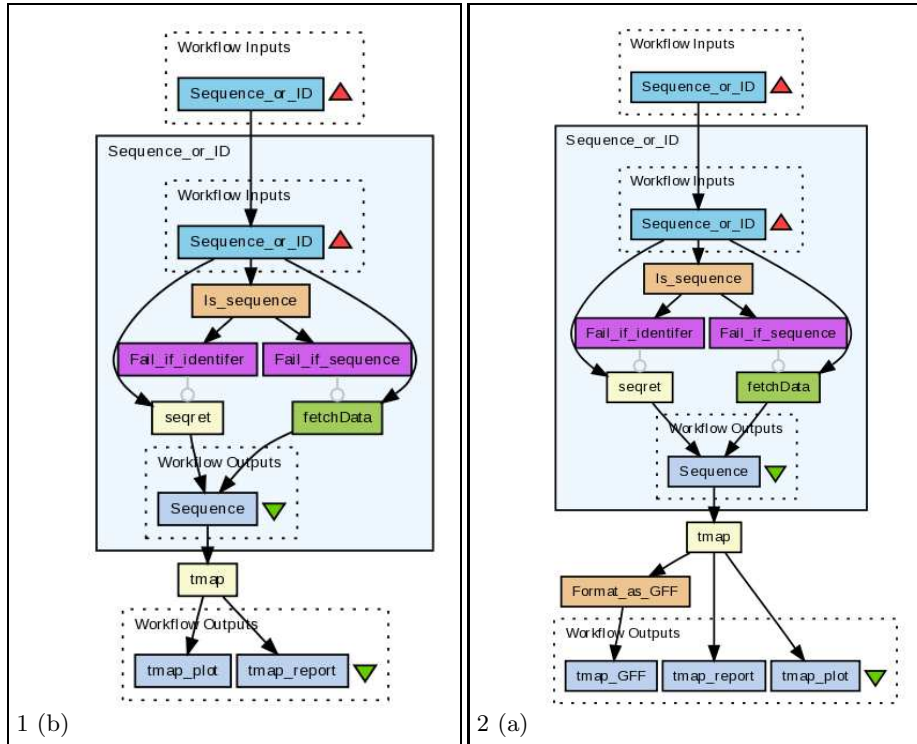 Workflow Inputs
Sequence_or_ID
Sequence_or_ID
Workflow Inputs
Sequence_or_ID
Is_sequence
Fail_if_identifer
Fail_if_sequence
seqret
fetchData
Workflow Outputs
Sequence
tmap
Workflow Outputs
tmap_plot
tmap_report
1 (b)
Workflow Inputs
Sequence_or_ID
Sequence_or_ID
Workflow Inputs
Sequence_or_ID
Is_sequence
Fail_if_identifer
Fail_if_sequence
seqret
fetchData
Workflow Outputs
Sequence
tmap
Format_as_GFF
Workflow Outputs
tmap_GFF
tmap_report
tmap_plot
2 (a)